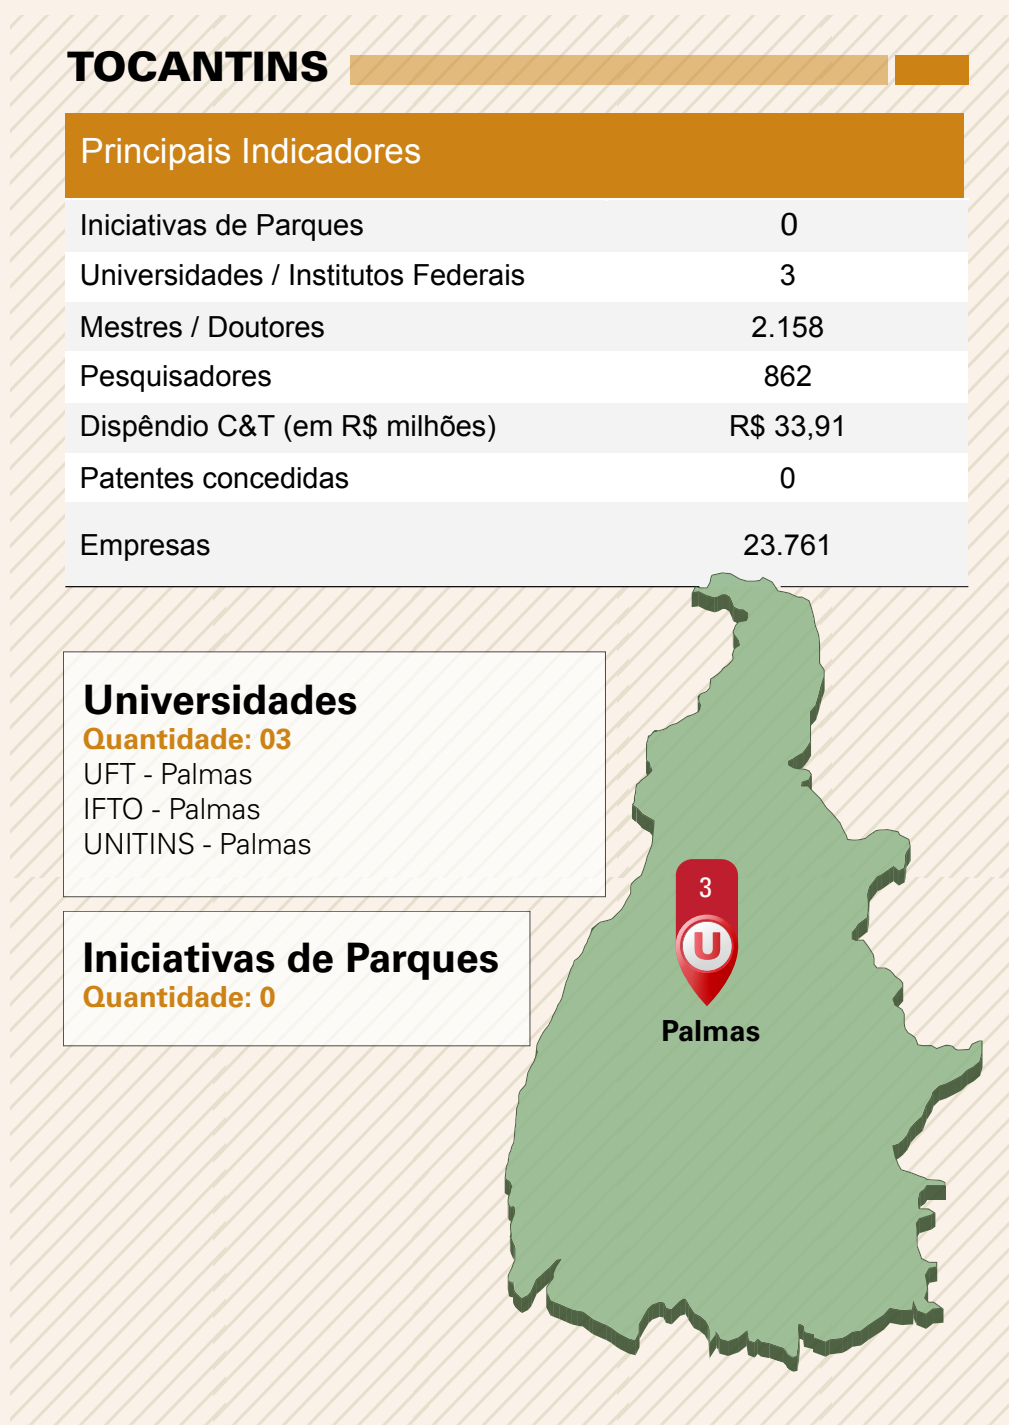 TOCANTINS
Principais Indicadores
Iniciativas de Parques 0
Universidades / Institutos Federais 3
Mestres / Doutores 2.158
Pesquisadores 862
Dispêndio C&T (em R$ milhões) R$ 33,91
Patentes concedidas 0
Empresas 23.761
Universidades
Quantidade: 03
UFT - Palmas
IFTO - Palmas
UNITINS - Palmas
Iniciativas de Parques
Quantidade: 0
3
U
Palmas